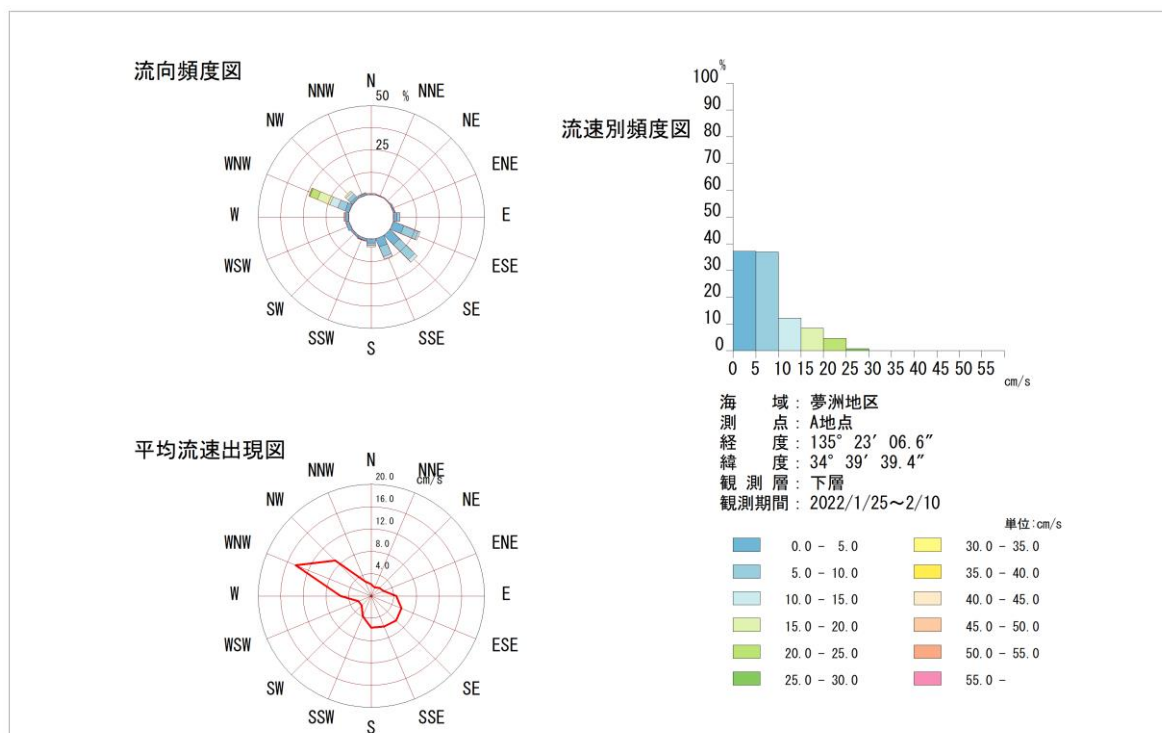 流向頻度図
N
50 %
25
NNE
NE
ENE
E
ESE
SE
SSE
S
SSW
SW
WSW
W
WNW
NW
NNW
流速別頻度図
%
100
90
80
70
60
50
40
30
20
10
0
0 5 10 15 20 25 30 35 40 45 50 55
cm/s
海 域 : 夢洲地区
測 点 : A地点
経 度 : 135° 23′ 06.6″
緯 度 : 34° 39′ 39.4″
観 測 層 : 下層
観測期間 : 2022/1/25~2/10
平均流速出現図
N
20.0
cm/s
16.0
12.0
8.0
4.0
NNE
NE
ENE
E
ESE
SE
SSE
S
SSW
SW
WSW
W
WNW
NW
NNW
単位:cm/s
0.0 - 5.0
5.0 - 10.0
10.0 - 15.0
15.0 - 20.0
20.0 - 25.0
25.0 - 30.0
30.0 - 35.0
35.0 - 40.0
40.0 - 45.0
45.0 - 50.0
50.0 - 55.0
55.0 -